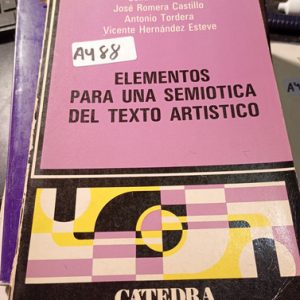 José Romera Castillo
Antonio Tordera
Vicente Hernández Esteve
AY88
ELEMENTOS
PARA UNA SEMIOTICA
DEL TEXTO ARTISTICO
CATEDRA